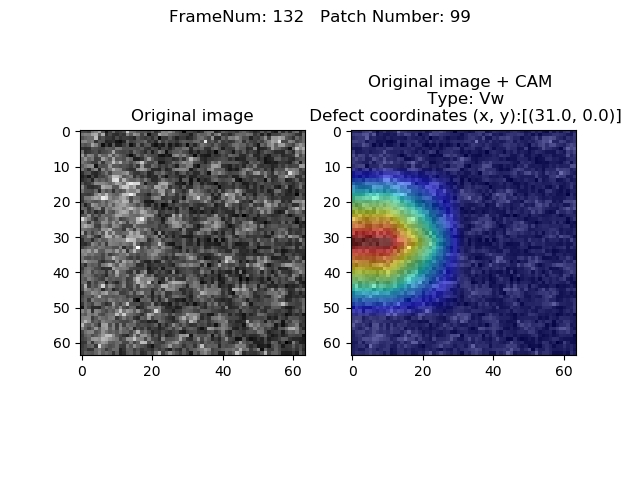 FrameNum: 132   Patch Number: 99
Original image
Original image + CAM
Type: Vw
Defect coordinates (x, y):[(31.0, 0.0)]
0
10
20
30
40
50
60
0 20 40 60
0
10
20
30
40
50
60
0 20 40 60